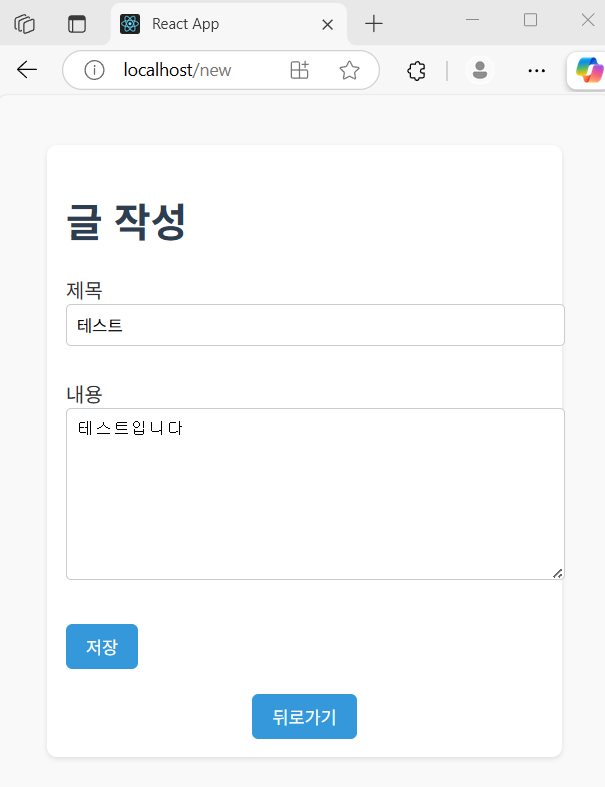 React App
localhost/new
글 작성
제목
테스트
내용
테스트입니다
저장
뒤로가기